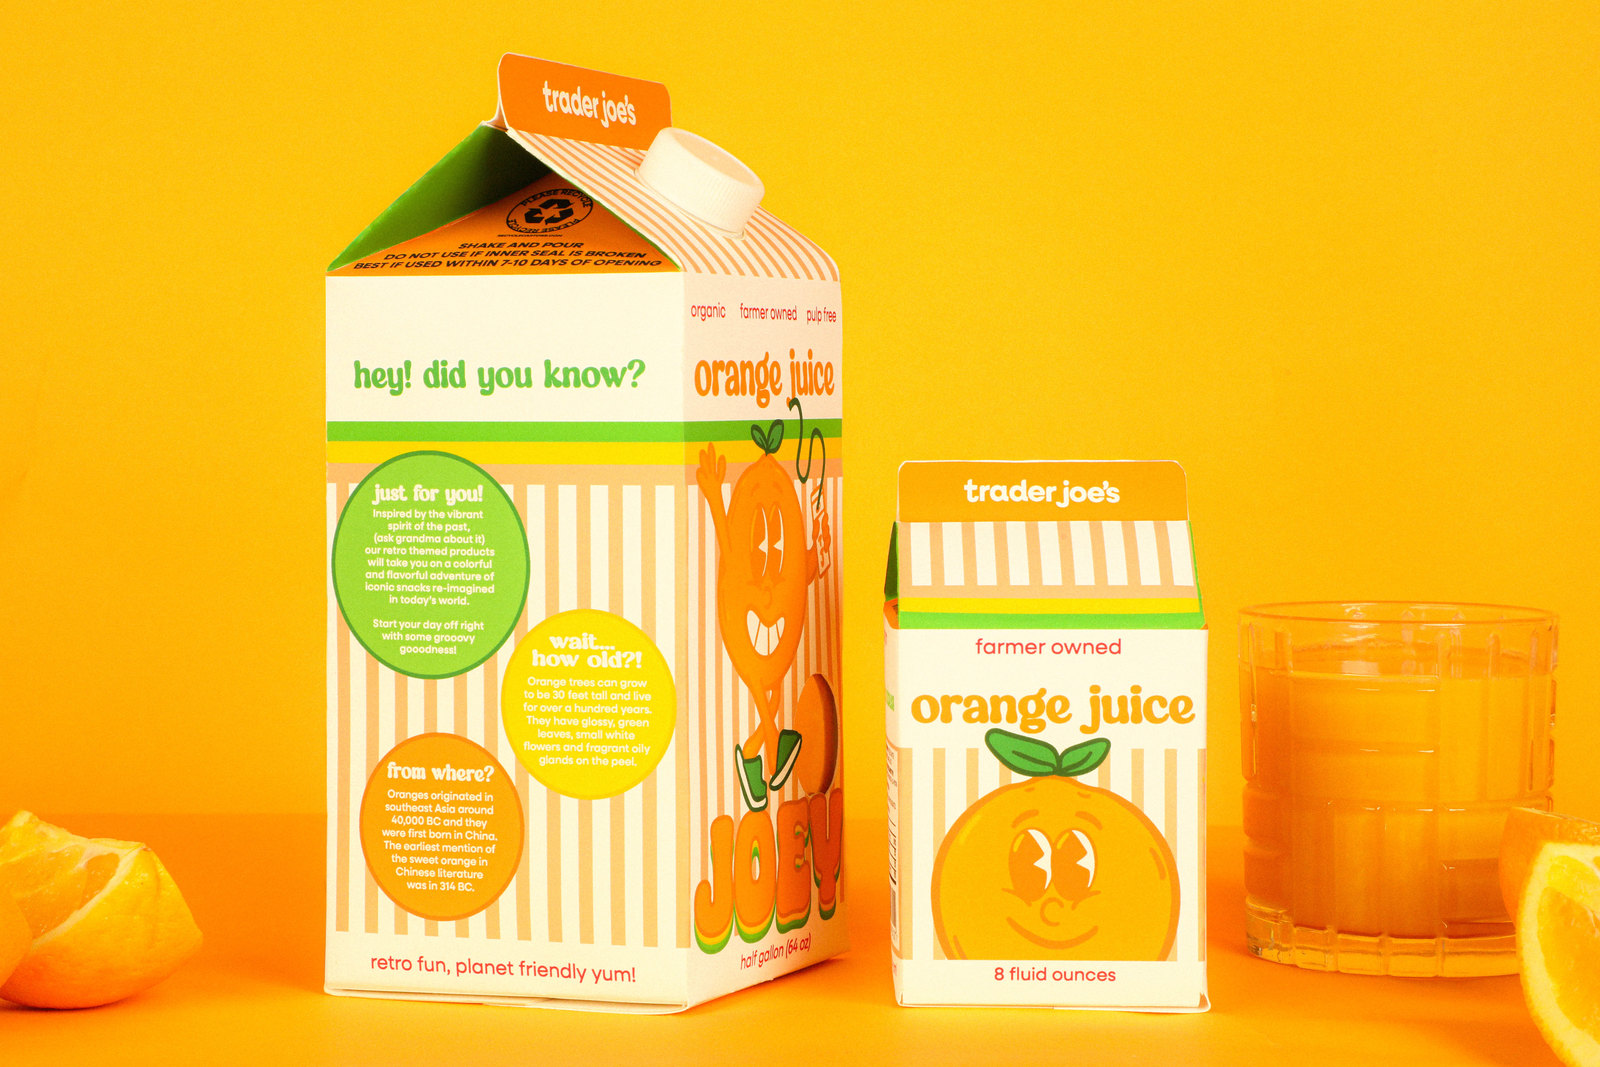 trader joe's
PLEASE RECYCLE
PLEASE RECYCLE
SHAKE AND POUR
DO NOT USE IF INNER SEAL IS BROKEN
BEST IF USED WITHIN 7-10 DAYS OF OPENING
hey! did you know?
just for you!
Inspired by the vibrant
spirit of the past,
(ask grandma about it)
our retro themed products
will take you on a colorful
and flavorful adventure of
iconic snacks re-imagined
in today's world.
Start your day off right
with some grooovy
gooodness!
wait...
how old?!
Orange trees can grow
to be 30 feet tall and live
for over a hundred years.
They have glossy, green
leaves, small white
flowers and fragrant oily
glands on the peel.
from where?
Oranges originated in
southeast Asia around
40,000 BC and they
were first born in China.
The earliest mention of
the sweet orange in
Chinese literature
was in 314 BC.
retro fun, planet friendly yum!
organic farmer owned pulp free
orange juice
JOEY
half gallon (64 oz)
trader joe's
farmer owned
orange juice
8 fluid ounces